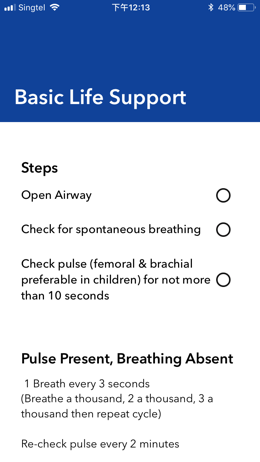 Singtel 下午12:13 48%
Basic Life Support
Steps
Open Airway
Check for spontaneous breathing
Check pulse (femoral & brachial
preferable in children) for not more
than 10 seconds
Pulse Present, Breathing Absent
1 Breath every 3 seconds
(Breathe a thousand, 2 a thousand, 3 a
thousand then repeat cycle)
Re-check pulse every 2 minutes